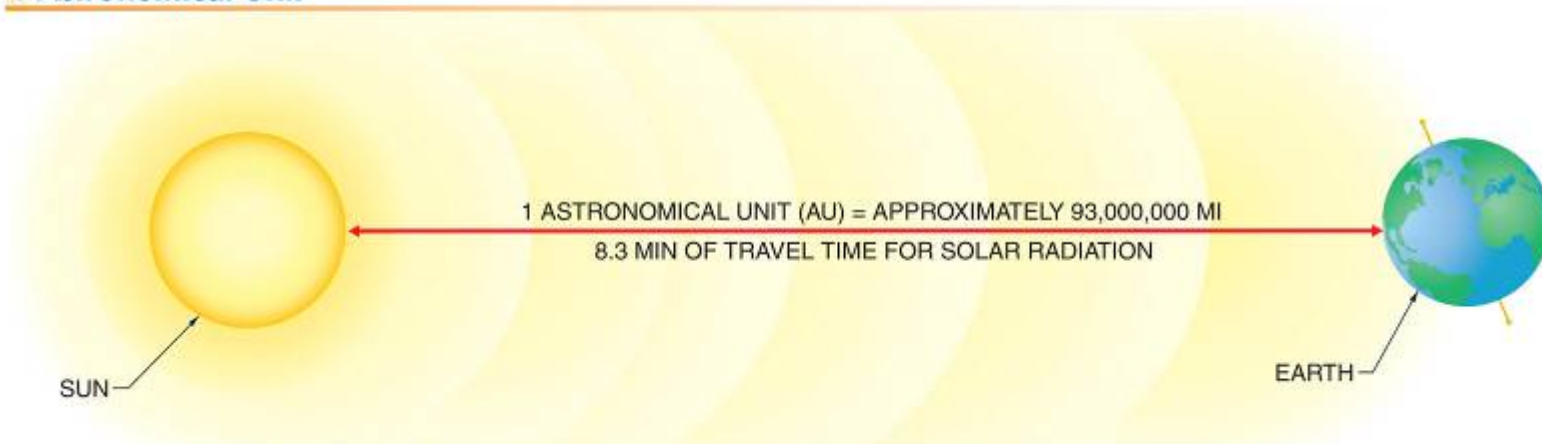 1 ASTRONOMICAL UNIT (AU) = APPROXIMATELY 93,000,000 MI
8.3 MIN OF TRAVEL TIME FOR SOLAR RADIATION
SUN
EARTH